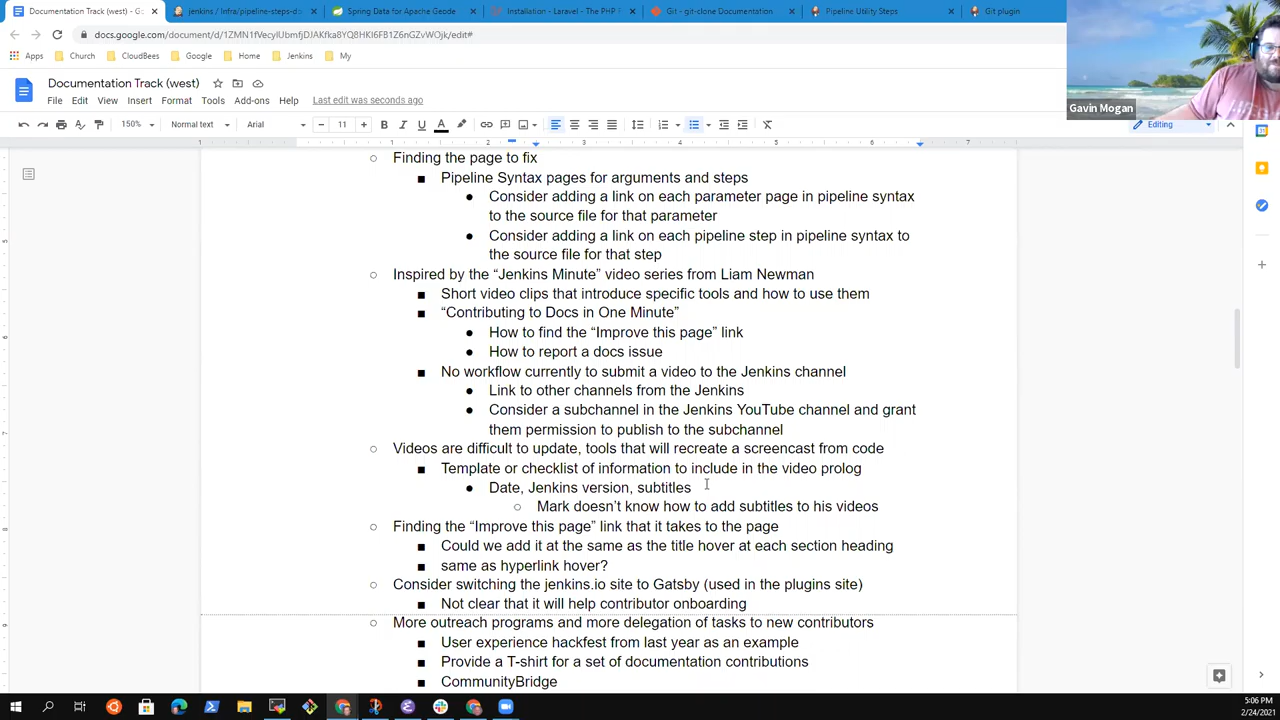 Documentation Track (west) - G
jenkins / Infra/pipeline-steps-do
Spring Data for Apache Geode
Installation - Laravel - The PHP F
Git - git-clone Documentation
Pipeline Utility Steps
Git plugin
docs.google.com/document/d/1ZMN1fVecyIUbmfjDJAKfka8YQ8HKI6FB1Z6nGZvWOjk/edit#
Apps
Church
CloudBees
Google
Home
Jenkins
My
Documentation Track (west)
File Edit View Insert Format Tools Add-ons Help Last edit was seconds ago
Gavin Mogan
150% Normal text Arial 11 Editing
1 1 2 3 4 5 6 7
○ Finding the page to fix
■ Pipeline Syntax pages for arguments and steps
● Consider adding a link on each parameter page in pipeline syntax
to the source file for that parameter
● Consider adding a link on each pipeline step in pipeline syntax to
the source file for that step
○ Inspired by the “Jenkins Minute” video series from Liam Newman
■ Short video clips that introduce specific tools and how to use them
■ “Contributing to Docs in One Minute”
● How to find the “Improve this page” link
● How to report a docs issue
■ No workflow currently to submit a video to the Jenkins channel
● Link to other channels from the Jenkins
● Consider a subchannel in the Jenkins YouTube channel and grant
them permission to publish to the subchannel
○ Videos are difficult to update, tools that will recreate a screencast from code
■ Template or checklist of information to include in the video prolog
● Date, Jenkins version, subtitles
○ Mark doesn’t know how to add subtitles to his videos
○ Finding the “Improve this page” link that it takes to the page
■ Could we add it at the same as the title hover at each section heading
■ same as hyperlink hover?
○ Consider switching the jenkins.io site to Gatsby (used in the plugins site)
■ Not clear that it will help contributor onboarding
○ More outreach programs and more delegation of tasks to new contributors
■ User experience hackfest from last year as an example
■ Provide a T-shirt for a set of documentation contributions
■ CommunityBridge
5:06 PM
2/24/2021